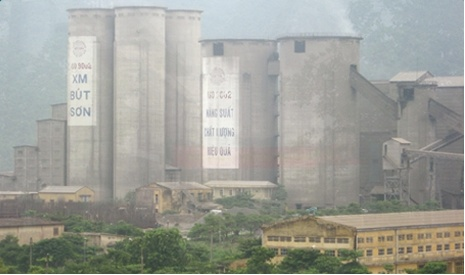 XM
BÚT
SƠN
NĂNG SUẤT
CHẤT LƯỢNG
HIỆU QUẢ